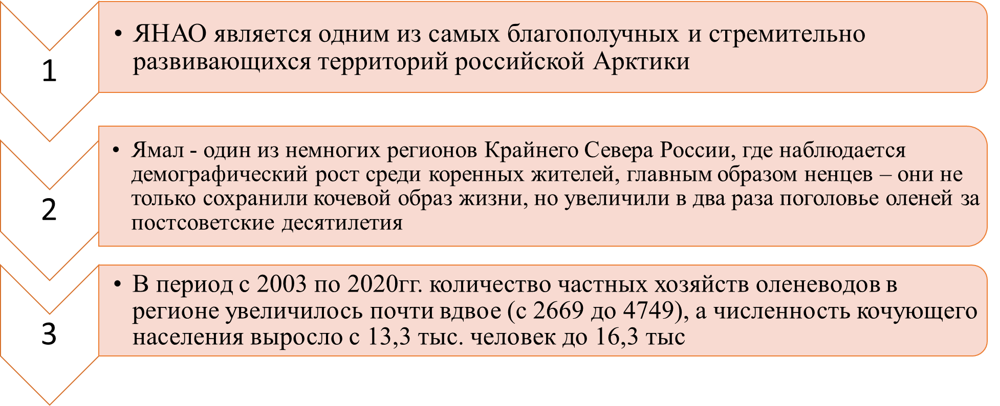 1
• ЯНАО является одним из самых благополучных и стремительно
развивающихся территорий российской Арктики
2
• Ямал - один из немногих регионов Крайнего Севера России, где наблюдается
демографический рост среди коренных жителей, главным образом ненцев – они не
только сохранили кочевой образ жизни, но увеличили в два раза поголовье оленей за
постсоветские десятилетия
3
• В период с 2003 по 2020гг. количество частных хозяйств оленеводов в
регионе увеличилось почти вдвое (с 2669 до 4749), а численность кочующего
населения выросло с 13,3 тыс. человек до 16,3 тыс